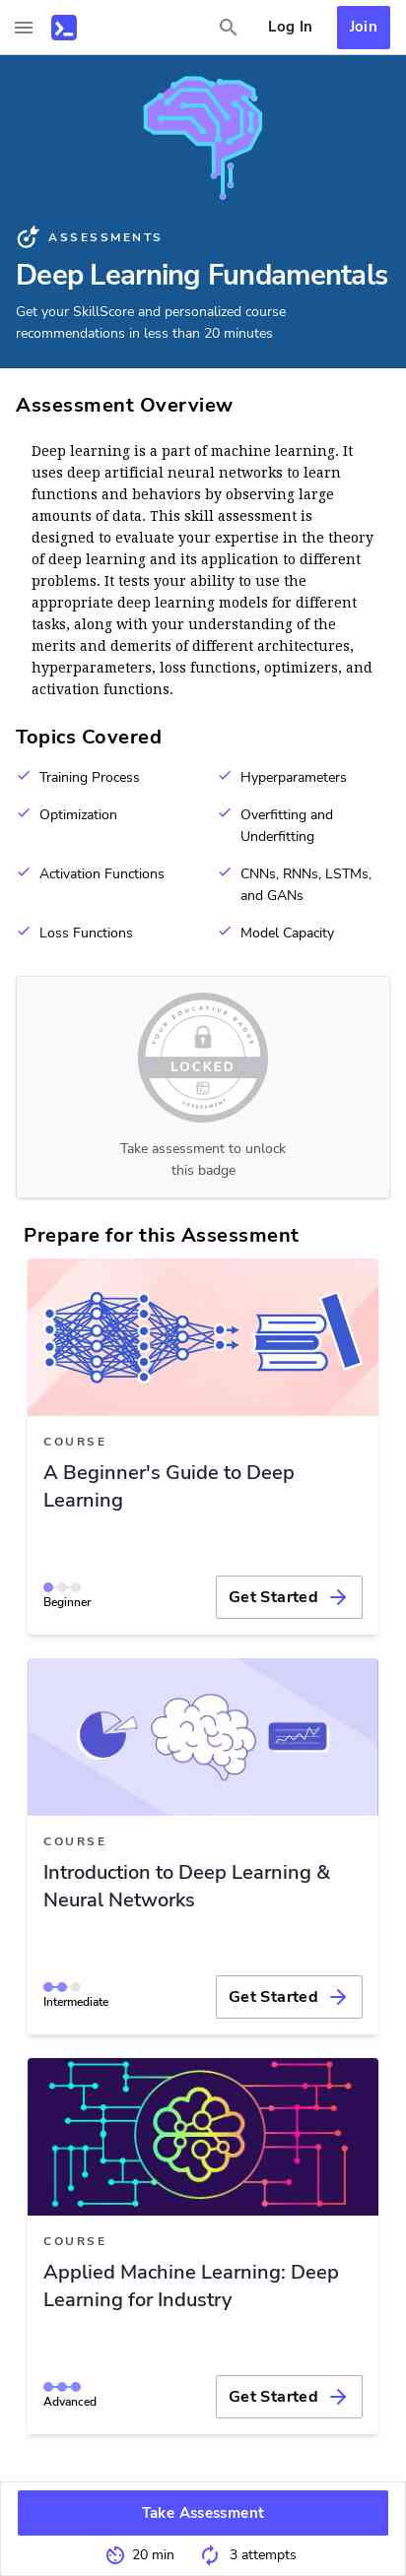 Log In
Join
ASSESSMENTS
Deep Learning Fundamentals
Get your SkillScore and personalized course
recommendations in less than 20 minutes
Assessment Overview
Deep learning is a part of machine learning. It
uses deep artificial neural networks to learn
functions and behaviors by observing large
amounts of data. This skill assessment is
designed to evaluate your expertise in the theory
of deep learning and its application to different
problems. It tests your ability to use the
appropriate deep learning models for different
tasks, along with your understanding of the
merits and demerits of different architectures,
hyperparameters, loss functions, optimizers, and
activation functions.
Topics Covered
Training Process
Hyperparameters
Optimization
Overfitting and
Underfitting
Activation Functions
CNNs, RNNs, LSTMs,
and GANs
Loss Functions
Model Capacity
YOUR EDUCATIVE BADGE
LOCKED
ASSESSMENT
Take assessment to unlock
this badge
Prepare for this Assessment
COURSE
A Beginner's Guide to Deep
Learning
Beginner
Get Started
COURSE
Introduction to Deep Learning &
Neural Networks
Intermediate
Get Started
COURSE
Applied Machine Learning: Deep
Learning for Industry
Advanced
Get Started
Take Assessment
20 min
3 attempts